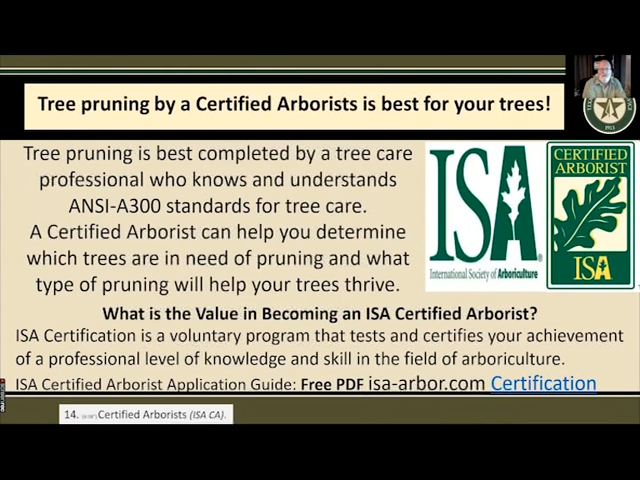 Tree pruning by a Certified Arborists is best for your trees!
Tree pruning is best completed by a tree care
professional who knows and understands
ANSI-A300 standards for tree care.
A Certified Arborist can help you determine
which trees are in need of pruning and what
type of pruning will help your trees thrive.
ISA®
International Society of Arboriculture
CERTIFIED
ARBORIST
ISA
What is the Value in Becoming an ISA Certified Arborist?
ISA Certification is a voluntary program that tests and certifies your achievement
of a professional level of knowledge and skill in the field of arboriculture.
ISA Certified Arborist Application Guide: Free PDF isa-arbor.com Certification
14. Certified Arborists (ISA CA).